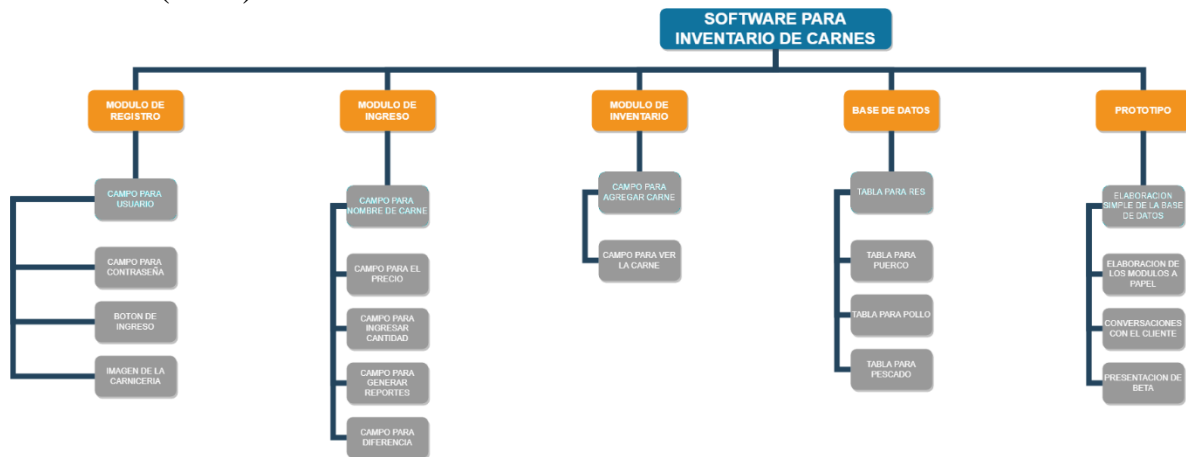 SOFTWARE PARA
INVENTARIO DE CARNES
MODULO DE
REGISTRO
CAMPO PARA
USUARIO
CAMPO PARA
CONTRASEÑA
BOTON DE
INGRESO
IMAGEN DE LA
CARNICERIA
MODULO DE
INGRESO
CAMPO PARA
NOMBRE DE CARNE
CAMPO PARA EL
PRECIO
CAMPO PARA
INGRESAR
CANTIDAD
CAMPO PARA
GENERAR
REPORTES
CAMPO PARA
DIFERENCIA
MODULO DE
INVENTARIO
CAMPO PARA
AGREGAR CARNE
CAMPO PARA VER
LA CARNE
BASE DE DATOS
TABLA PARA RES
TABLA PARA
PUERCO
TABLA PARA POLLO
TABLA PARA
PESCADO
PROTOTIPO
ELABORACION
SIMPLE DE LA BASE
DE DATOS
ELABORACION DE
LOS MODULOS A
PAPEL
CONVERSACIONES
CON EL CLIENTE
PRESENTACION DE
BETA